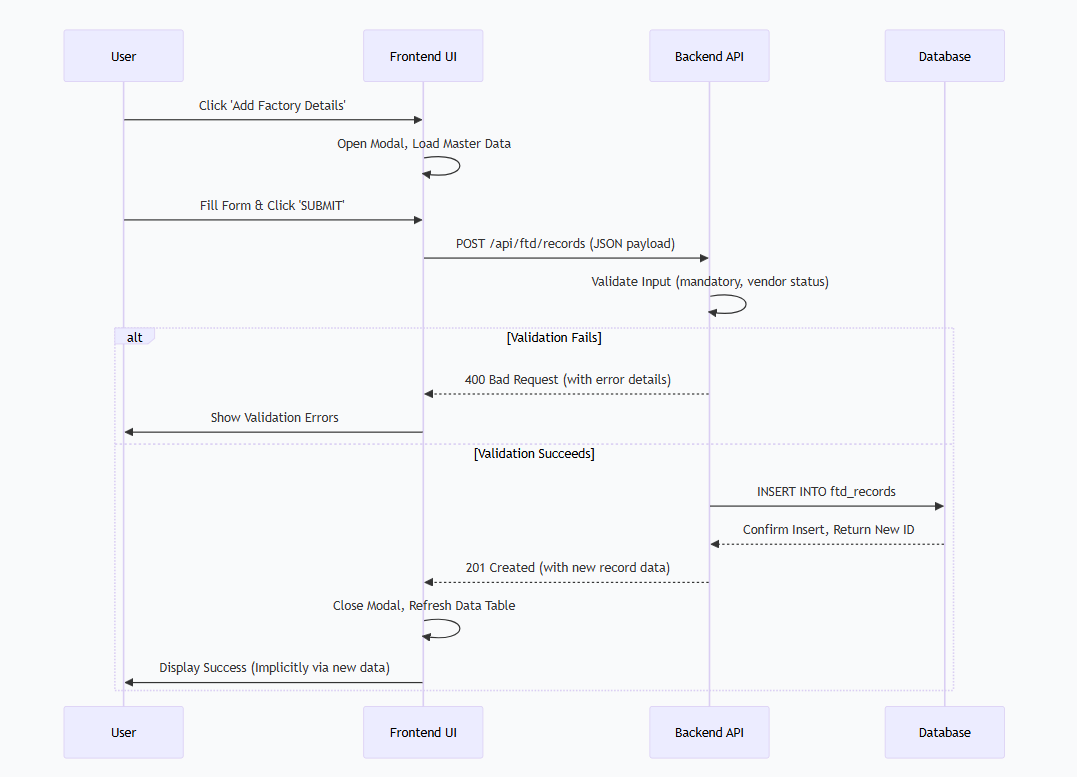 User
Frontend UI
Backend API
Database
Click 'Add Factory Details'
Open Modal, Load Master Data
Fill Form & Click 'SUBMIT'
POST /api/ftd/records (JSON payload)
Validate Input (mandatory, vendor status)
alt
[Validation Fails]
400 Bad Request (with error details)
Show Validation Errors
[Validation Succeeds]
INSERT INTO ftd_records
Confirm Insert, Return New ID
201 Created (with new record data)
Close Modal, Refresh Data Table
Display Success (Implicitly via new data)
User
Frontend UI
Backend API
Database